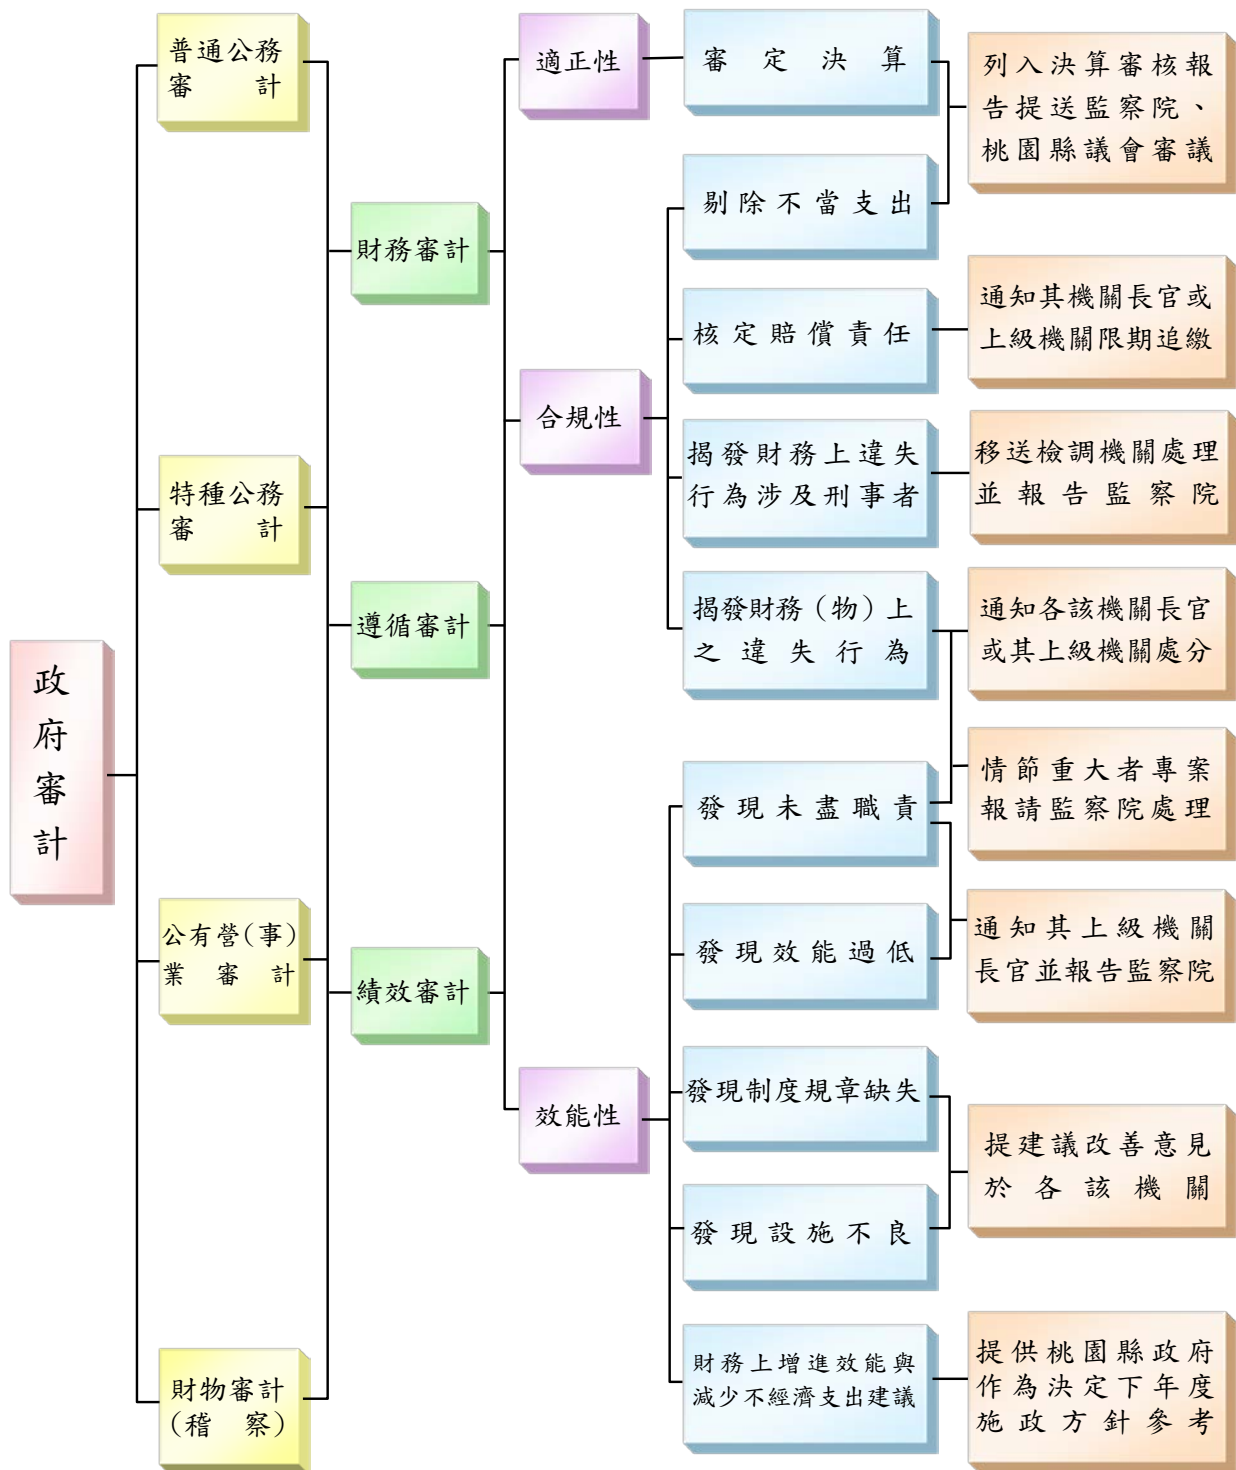 政
府
審
計
普通公務
審計
特種公務
審計
公有營(事)
業審計
財物審計
(稽察)
財務審計
遵循審計
績效審計
適正性
合規性
效能性
審定決算
剔除不當支出
核定賠償責任
揭發財務上違失
行為涉及刑事者
揭發財務(物)上
之違失行為
發現未盡職責
發現效能過低
發現制度規章缺失
發現設施不良
財務上增進效能與
減少不經濟支出建議
列入決算審核報
告提送監察院、
桃園縣議會審議
通知其機關長官或
上級機關限期追繳
移送檢調機關處理
並報告監察院
通知各該機關長官
或其上級機關處分
情節重大者專案
報請監察院處理
通知其上級機關
長官並報告監察院
提建議改善意見
於各該機關
提供桃園縣政府
作為決定下年度
施政方針參考